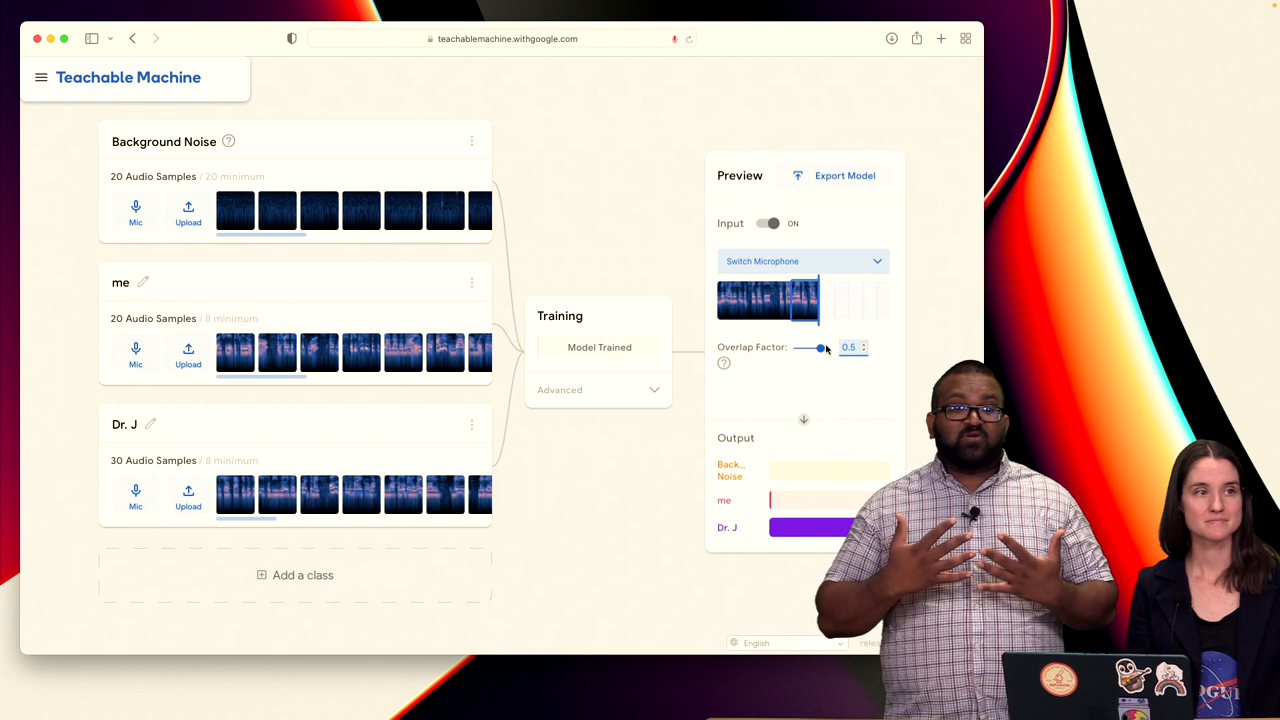 teachablemachine.withgoogle.com
Teachable Machine
Background Noise ?
20 Audio Samples / 20 minimum
Mic Upload
me
20 Audio Samples / 8 minimum
Mic Upload
Dr. J
30 Audio Samples / 8 minimum
Mic Upload
Add a class
Training
Model Trained
Advanced
Preview Export Model
Input ON
Switch Microphone
Overlap Factor: 0.5
?
Output
Back...
Noise
me
Dr. J
English